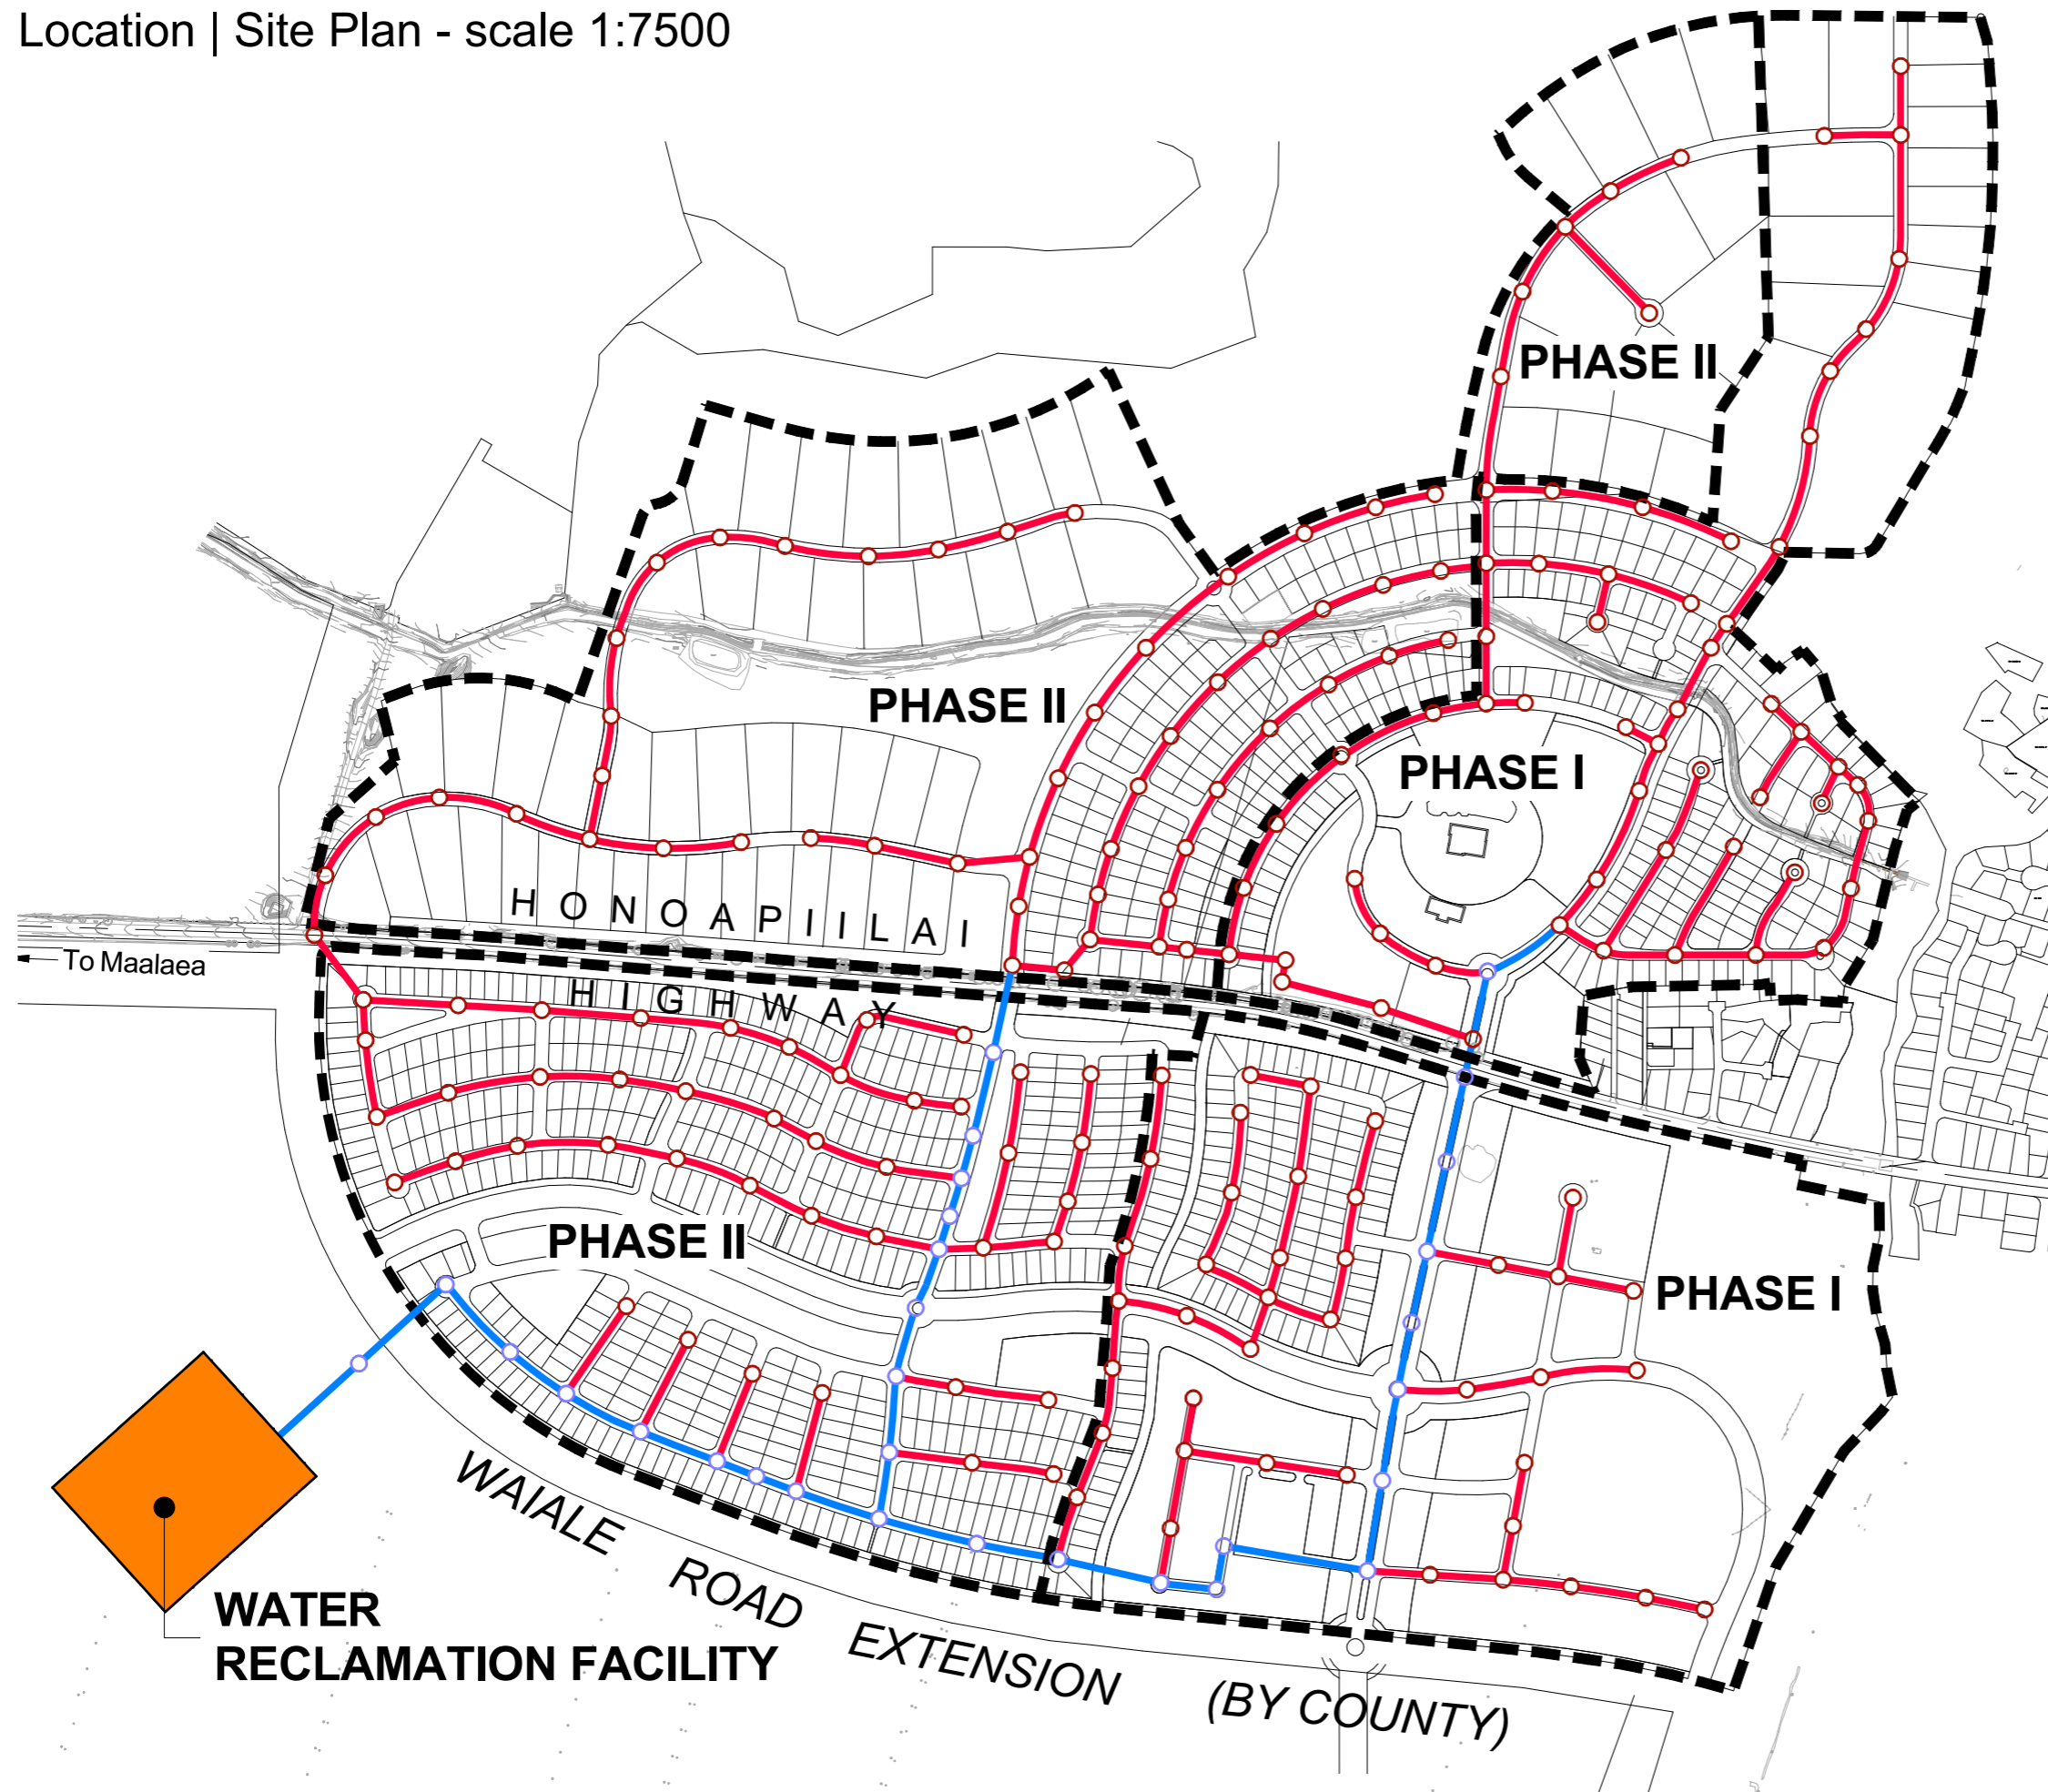 Location | Site Plan - scale 1:7500
PHASE II
PHASE II
PHASE I
HONOAPIILAI
To Maalaea
HIGHWAY
PHASE II
PHASE I
WAIALE ROAD EXTENSION (BY COUNTY)
WATER
RECLAMATION FACILITY